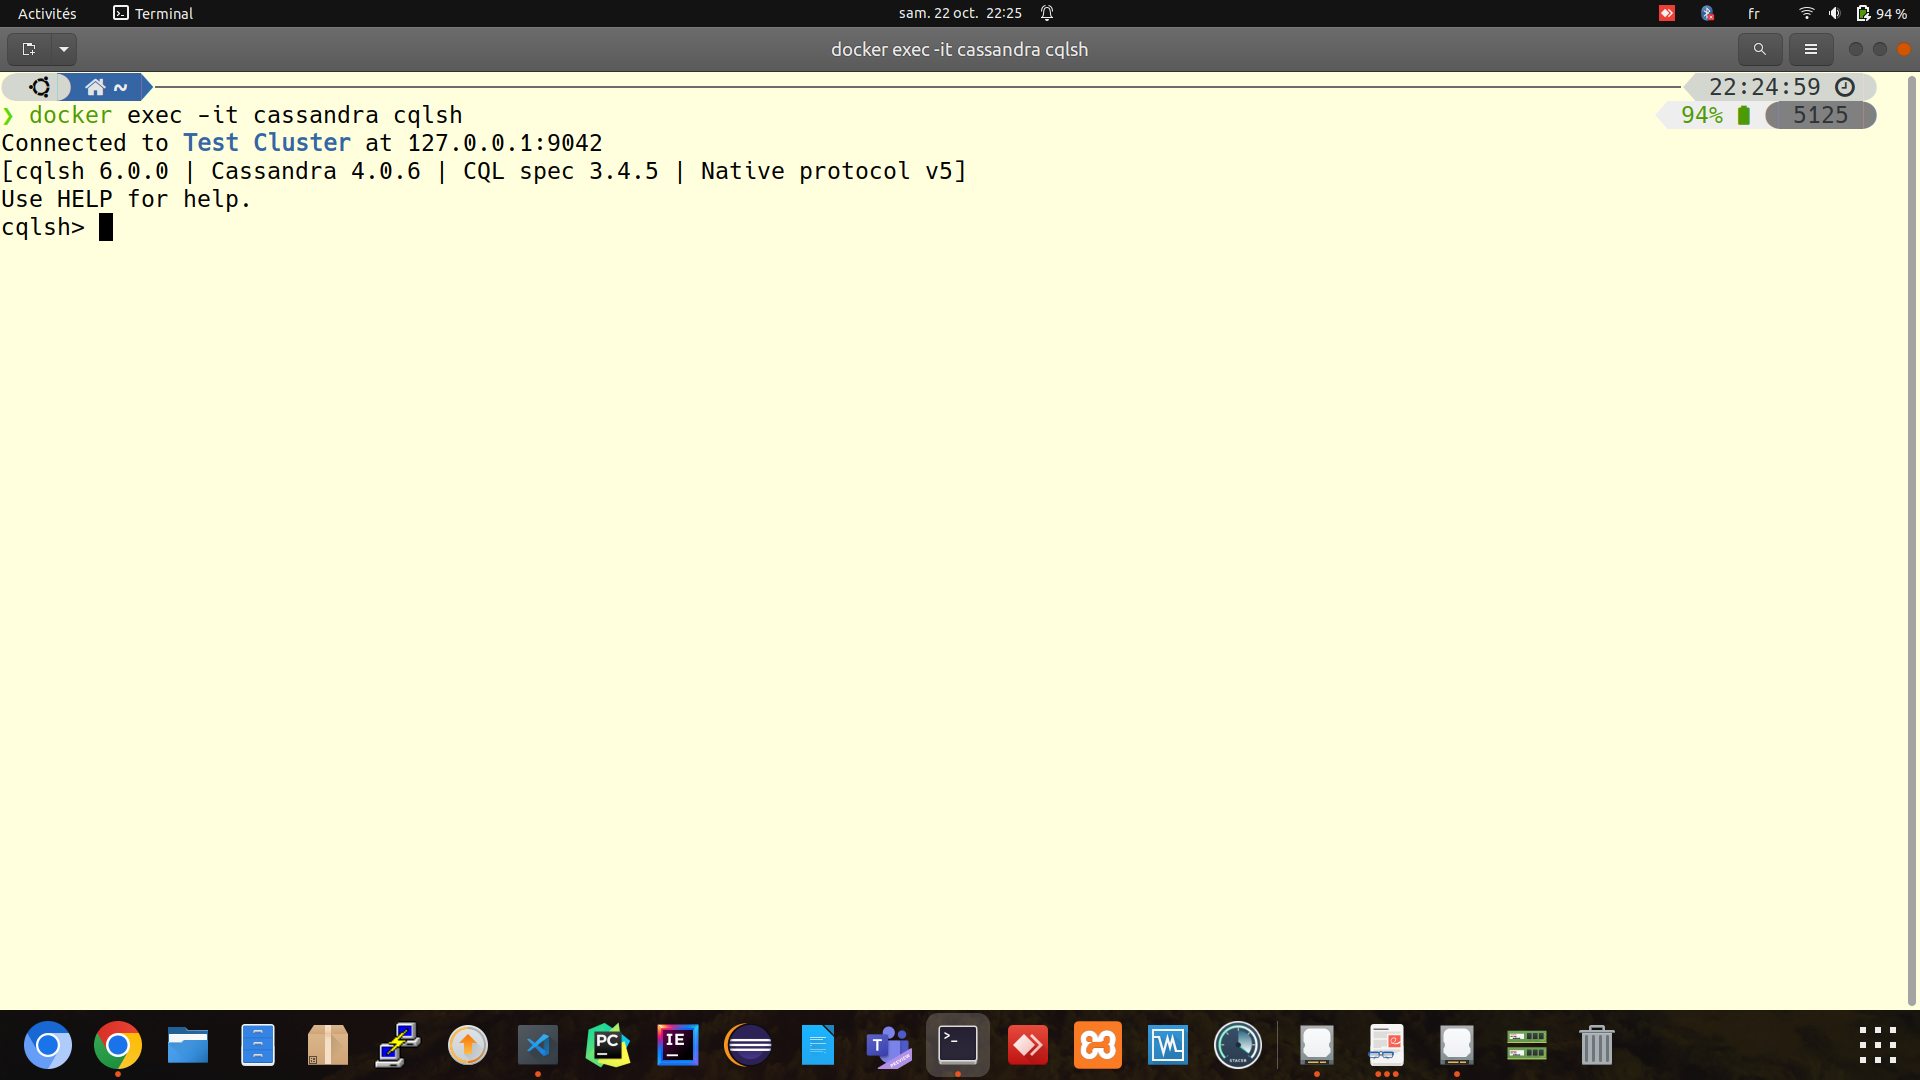 Activités Terminal sam. 22 oct. 22:25 fr 94 %
docker exec -it cassandra cqlsh
~ 22:24:59
❯ docker exec -it cassandra cqlsh 94% 5125
Connected to Test Cluster at 127.0.0.1:9042
[cqlsh 6.0.0 | Cassandra 4.0.6 | CQL spec 3.4.5 | Native protocol v5]
Use HELP for help.
cqlsh>
PC IE T PREVIEW >_ STACER